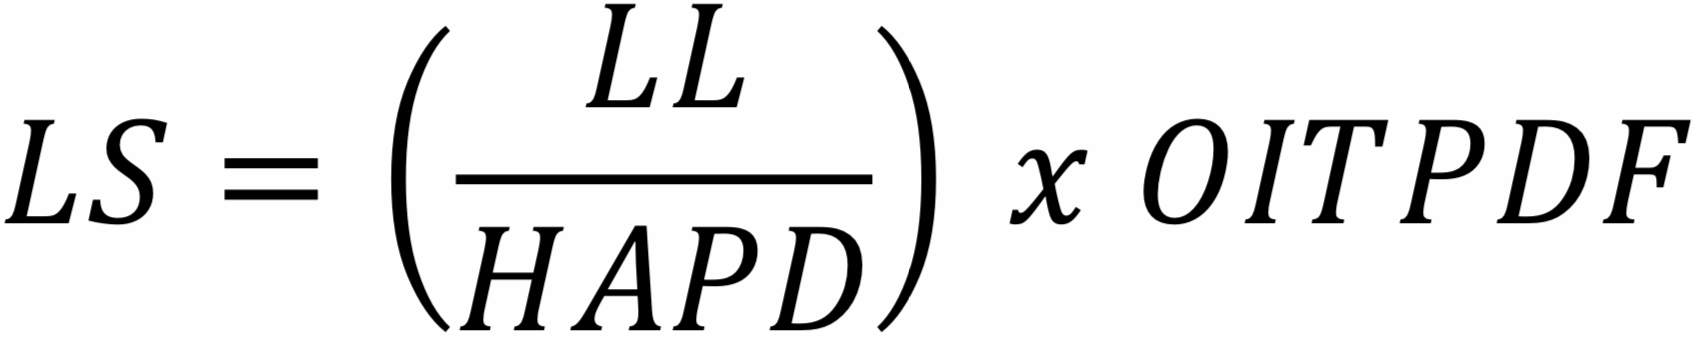 LS = (LL / HAPD) x OITPDF